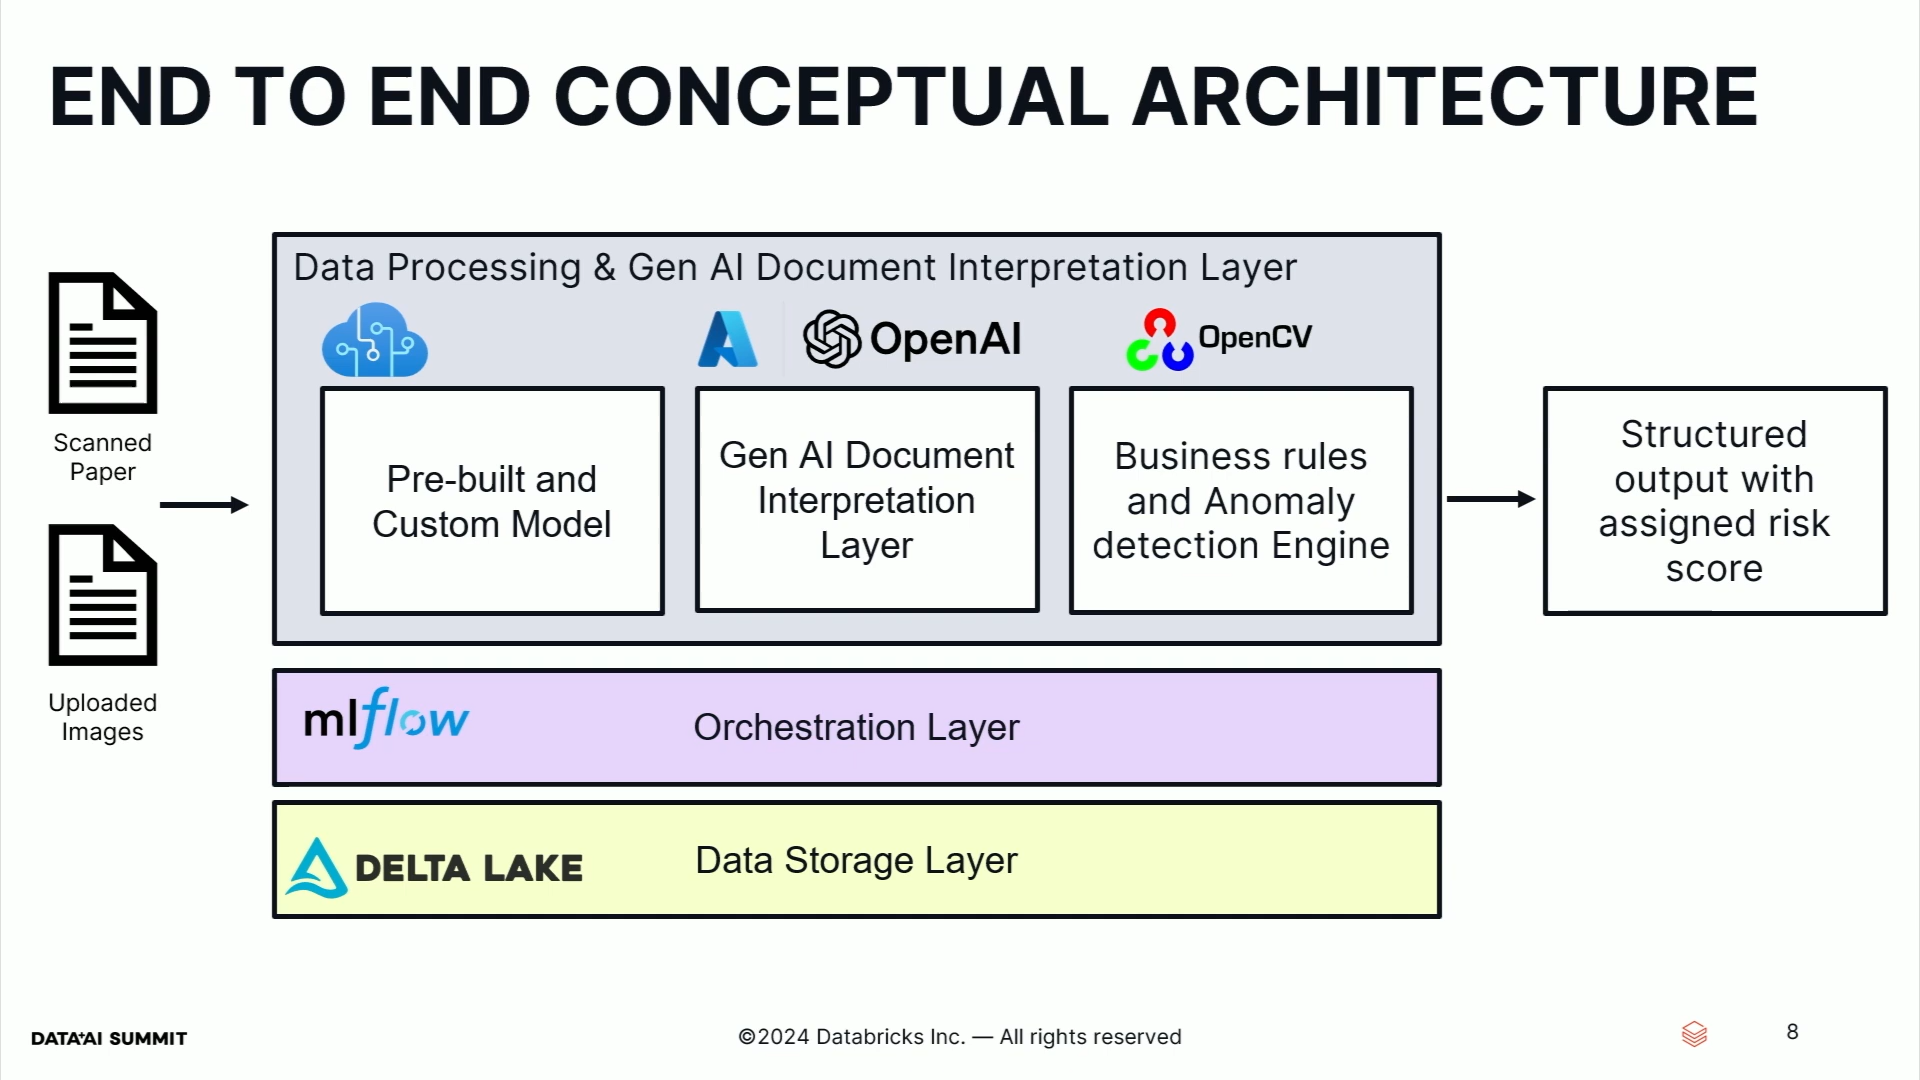 END TO END CONCEPTUAL ARCHITECTURE
Scanned
Paper
Uploaded
Images
Data Processing & Gen AI Document Interpretation Layer
OpenAI
OpenCV
Pre-built and
Custom Model
Gen AI Document
Interpretation
Layer
Business rules
and Anomaly
detection Engine
Structured
output with
assigned risk
score
mlflow
Orchestration Layer
DELTA LAKE
Data Storage Layer
DATA+AI SUMMIT
©2024 Databricks Inc. — All rights reserved
8